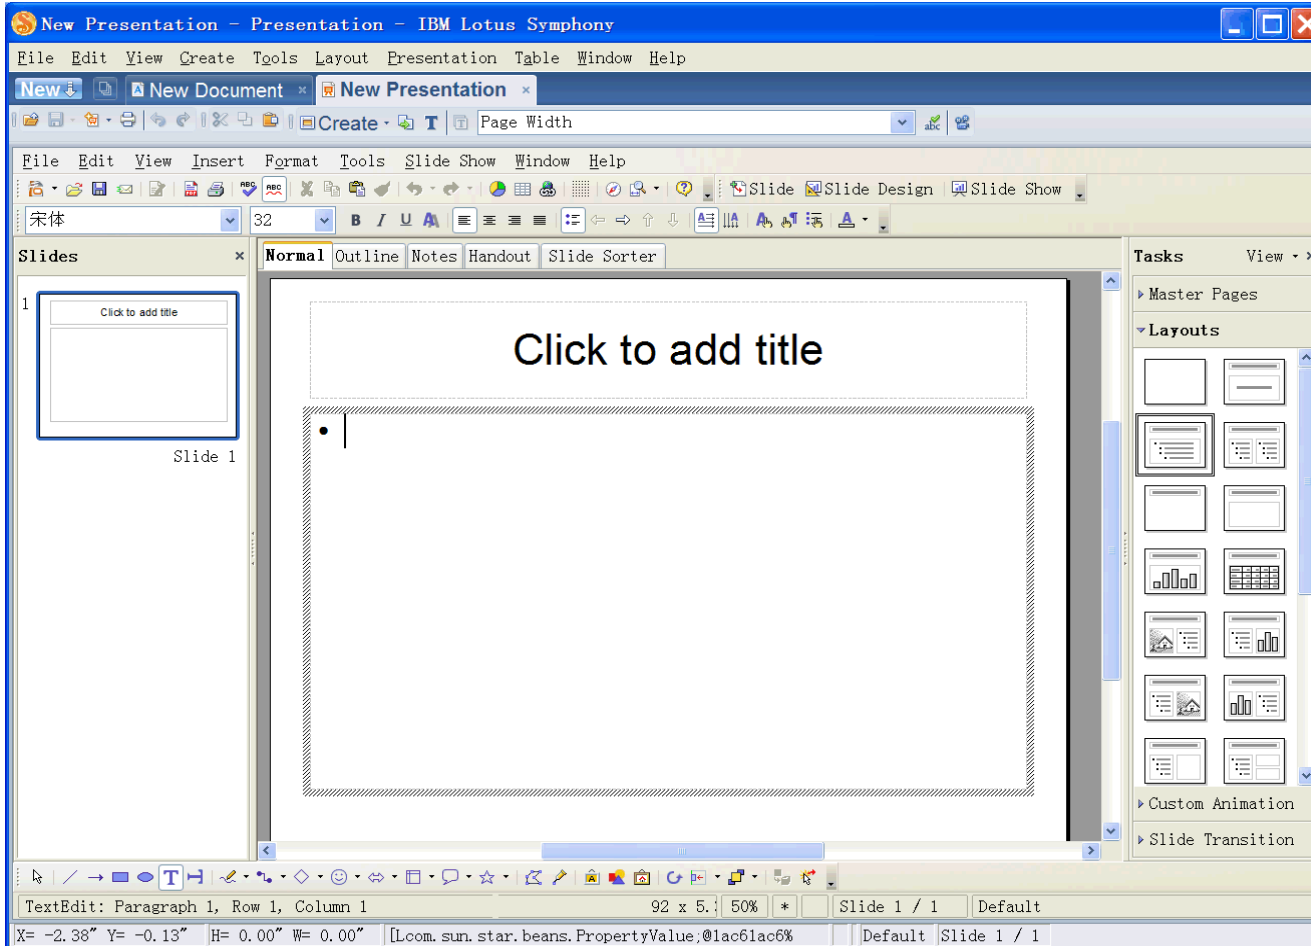 New Presentation - Presentation - IBM Lotus Symphony
File Edit View Create Tools Layout Presentation Table Window Help
New New Document × New Presentation ×
Create T Page Width abc
File Edit View Insert Format Tools Slide Show Window Help
ABC ABC Slide Slide Design Slide Show
宋体 32 B I U A
Slides ×
Normal Outline Notes Handout Slide Sorter
Tasks View
1
Click to add title
Slide 1
Click to add title
•
Master Pages
Layouts
Custom Animation
Slide Transition
T
TextEdit: Paragraph 1, Row 1, Column 1 92 x 5. 50% * Slide 1 / 1 Default
X= -2.38" Y= -0.13" H= 0.00" W= 0.00" [Lcom.sun.star.beans.PropertyValue;@1ac61ac6% Default Slide 1 / 1